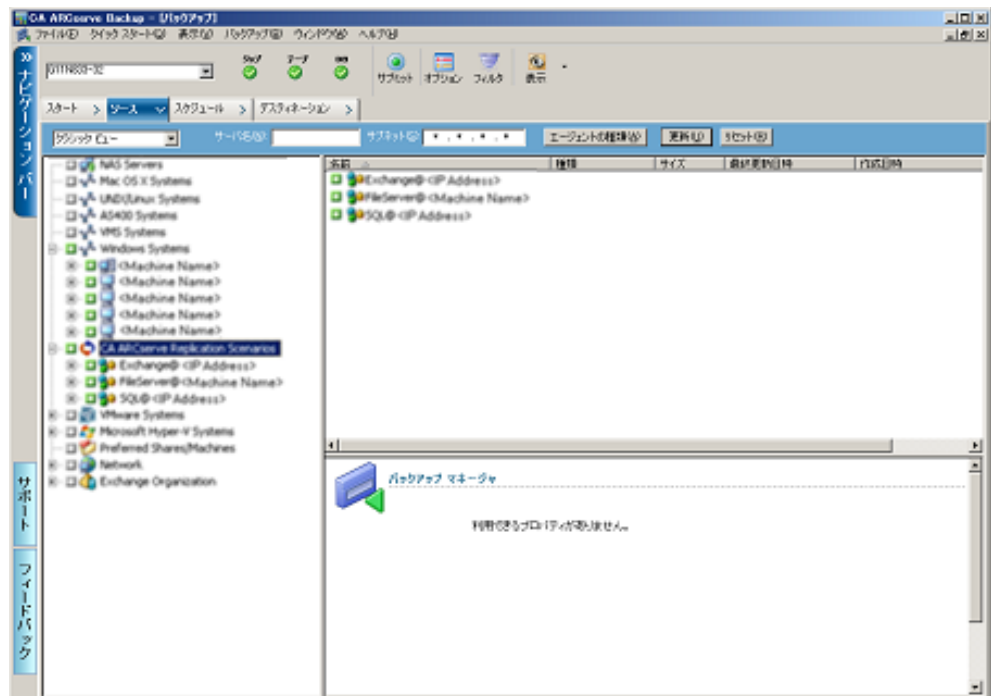 CA ARCserve Backup - [バックアップ]
ファイル(F) クイック スタート(Q) 表示(V) バックアップ(B) ウィンドウ(W) ヘルプ(H)
ナビゲーション バー
ジョブ テープ DB
サブセット オプション フィルタ 表示
スタート ソース スケジュール デスティネーション
クラシック ビュー サーバ名(S) サブネット(B) エージェントの種類(A) 更新(U) リセット(R)
NAS Servers
Mac OS X Systems
UNIX/Linux Systems
AS400 Systems
VMS Systems
Windows Systems
<Machine Name>
<Machine Name>
<Machine Name>
<Machine Name>
<Machine Name>
CA ARCserve Replication Scenarios
Exchange@ <IP Address>
FileServer@ <Machine Name>
SQL@ <IP Address>
VMware Systems
Microsoft Hyper-V Systems
Preferred Shares/Machines
Network
Exchange Organization
名前 種類 サイズ 最終更新日時 作成日時
Exchange@ <IP Address>
FileServer@ <Machine Name>
SQL@ <IP Address>
バックアップ マネージャ
利用できるプロパティがありません。
サポート
フィードバック